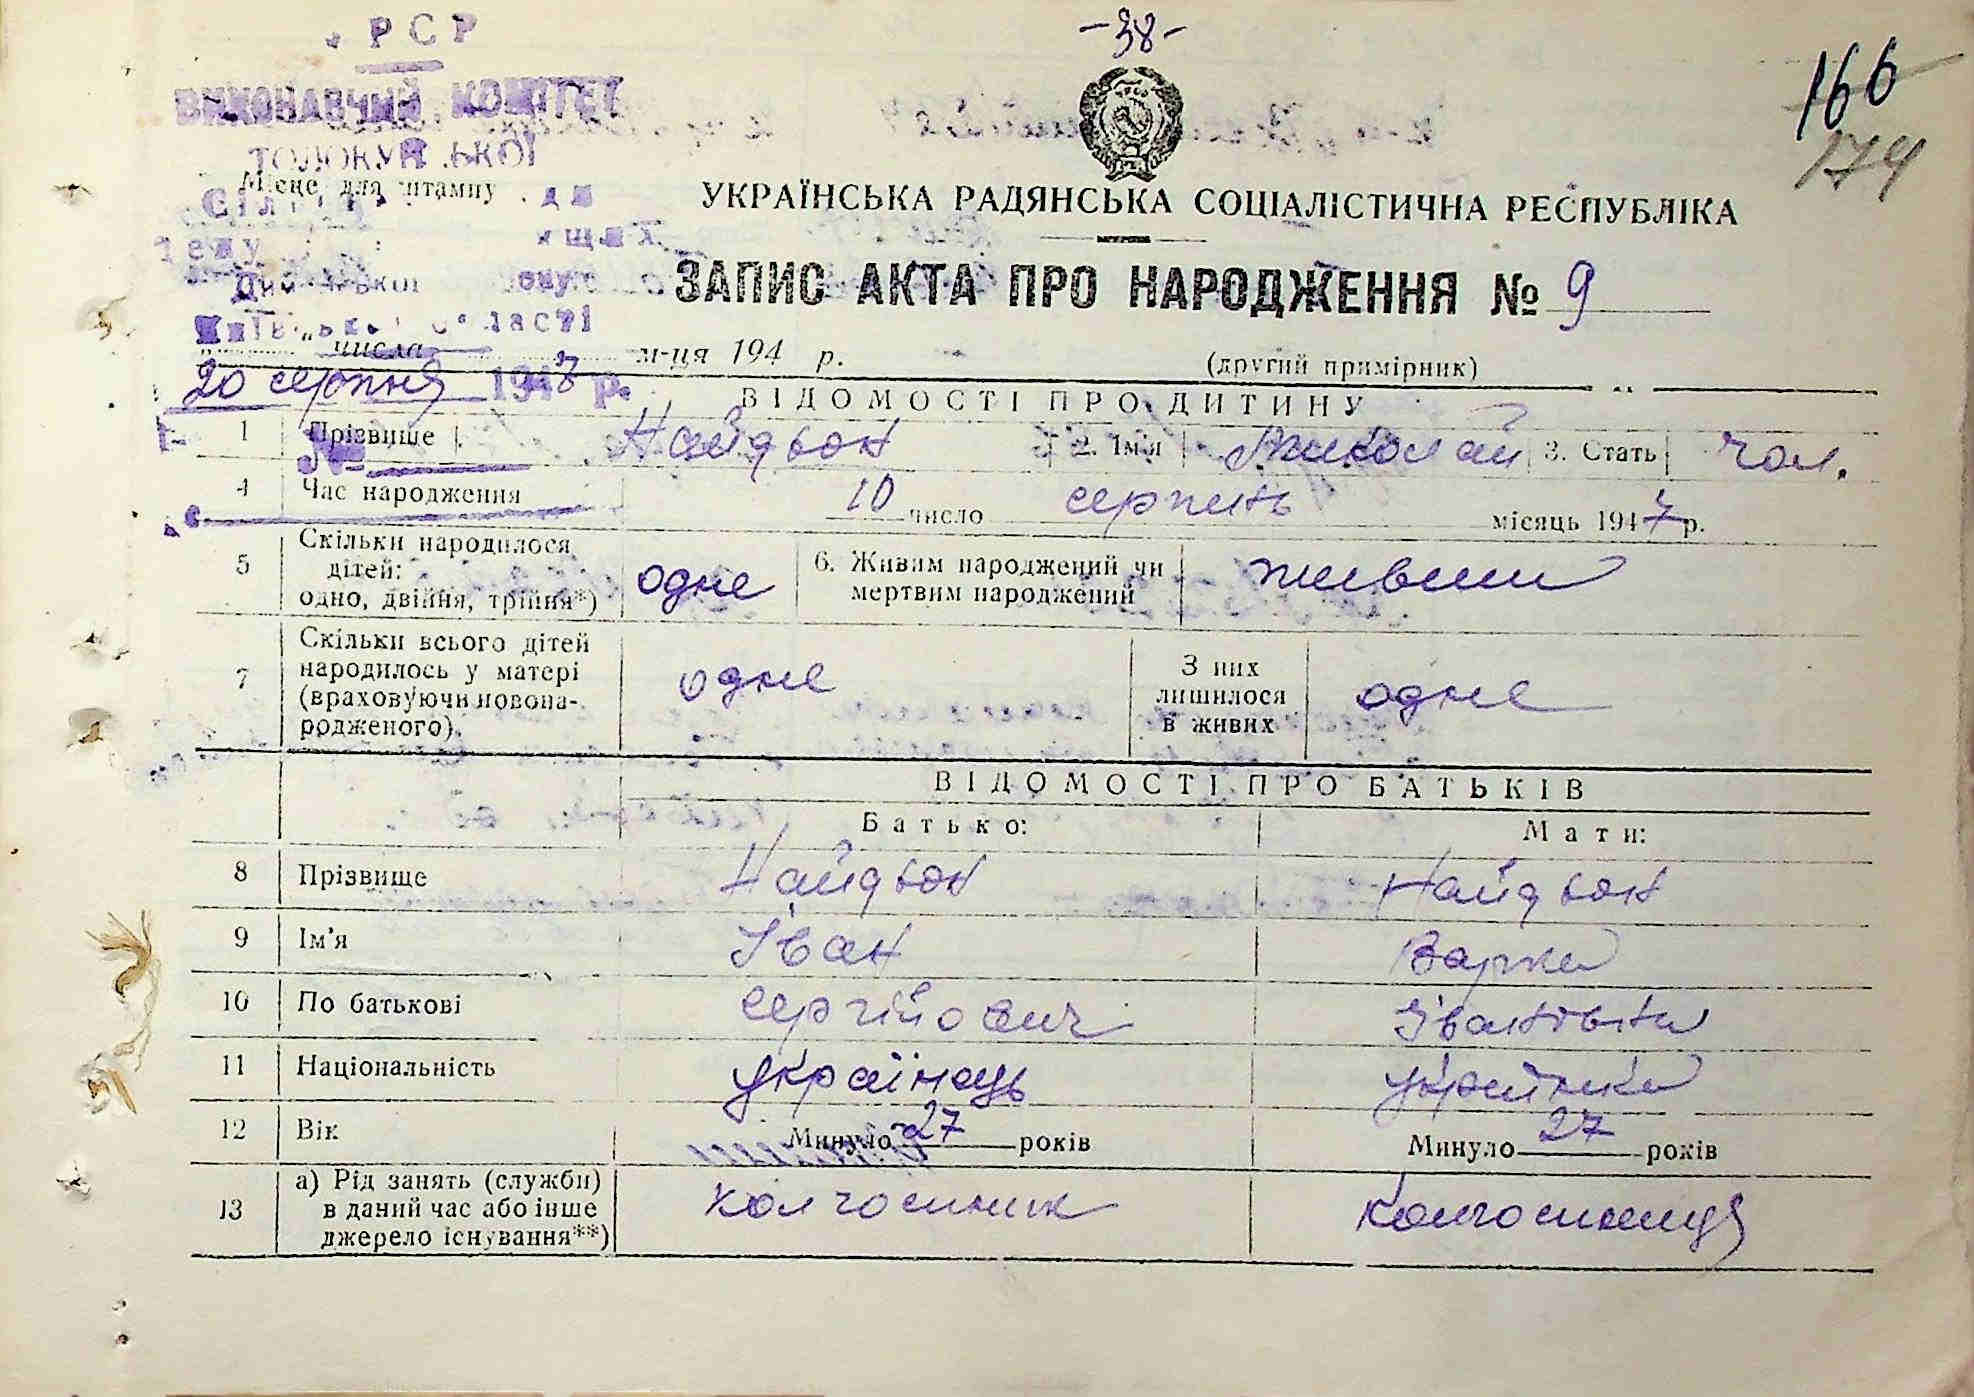 -38-
166
174
РСР
ВИКОНАВЧИЙ КОМІТЕТ
Місце для штампу
УКРАЇНСЬКА РАДЯНСЬКА СОЦІАЛІСТИЧНА РЕСПУБЛІКА
ЗАПИС АКТА ПРО НАРОДЖЕННЯ № 9
числа м-ця 194 р.
(другий примірник)
20 серпня 1947 р.
ВІДОМОСТІ ПРО ДИТИНУ
1 Прізвище Найдьон 2. Ім'я Миколай 3. Стать чол.
№
4 Час народження 10 число серпень місяць 1947 р.
5 Скільки народилося дітей: одно, двійня, трійня*) одне 6. Живим народжений чи мертвим народжений живим
7 Скільки всього дітей народилось у матері (враховуючи новонародженого). одне З них лишилося в живих одне
ВІДОМОСТІ ПРО БАТЬКІВ
Батько: Мати:
8 Прізвище Найдьон Найдьон
9 Ім'я Іван Варка
10 По батькові Сергійович Івановна
11 Національність українець українка
12 Вік Минуло 27 років Минуло 27 років
13 а) Рід занять (служби) в даний час або інше джерело існування**) колгоспник колгоспниця